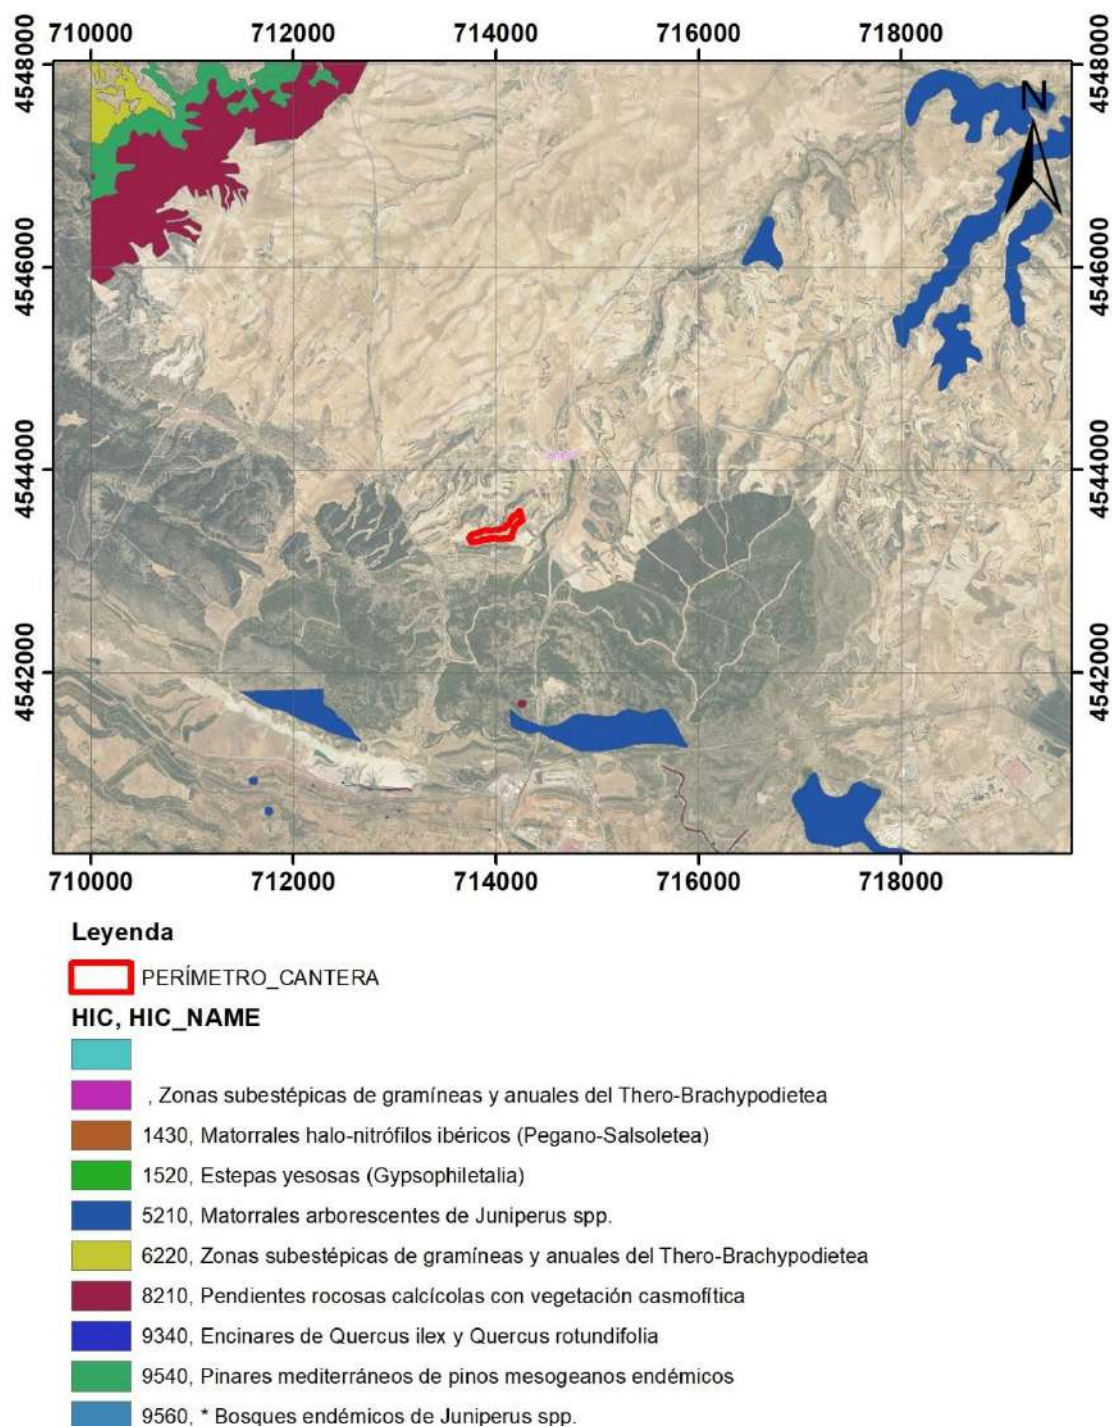 710000 712000 714000 716000 718000
4548000 4548000
N
4546000 4546000
4544000 4544000
4542000 4542000
710000 712000 714000 716000 718000
Leyenda
PERÍMETRO_CANTERA
HIC, HIC_NAME
, Zonas subestépicas de gramíneas y anuales del Thero-Brachypodietea
1430, Matorrales halo-nitrófilos ibéricos (Pegano-Salsoletea)
1520, Estepas yesosas (Gypsophiletalia)
5210, Matorrales arborescentes de Juniperus spp.
6220, Zonas subestépicas de gramíneas y anuales del Thero-Brachypodietea
8210, Pendientes rocosas calcícolas con vegetación casmofítica
9340, Encinares de Quercus ilex y Quercus rotundifolia
9540, Pinares mediterráneos de pinos mesogeanos endémicos
9560, * Bosques endémicos de Juniperus spp.